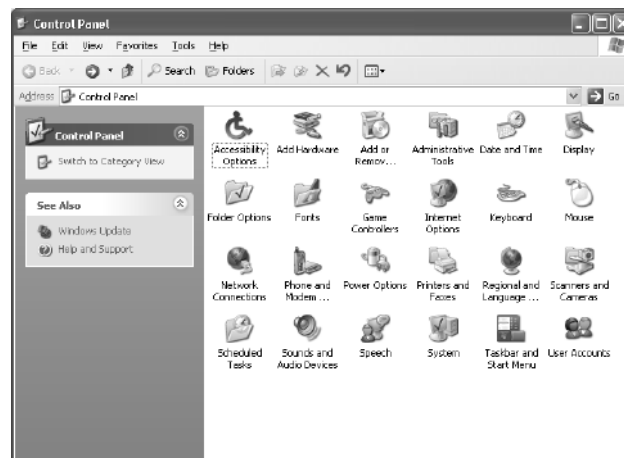 Control Panel
File Edit View Favorites Tools Help
Back Search Folders
Address Control Panel Go
Control Panel
Switch to Category View
See Also
Windows Update
Help and Support
Accessibility Options
Add Hardware
Add or Remov...
Administrative Tools
Date and Time
Display
Folder Options
Fonts
Game Controllers
Internet Options
Keyboard
Mouse
Network Connections
Phone and Modem ...
Power Options
Printers and Faxes
Regional and Language ...
Scanners and Cameras
Scheduled Tasks
Sounds and Audio Devices
Speech
System
Taskbar and Start Menu
User Accounts